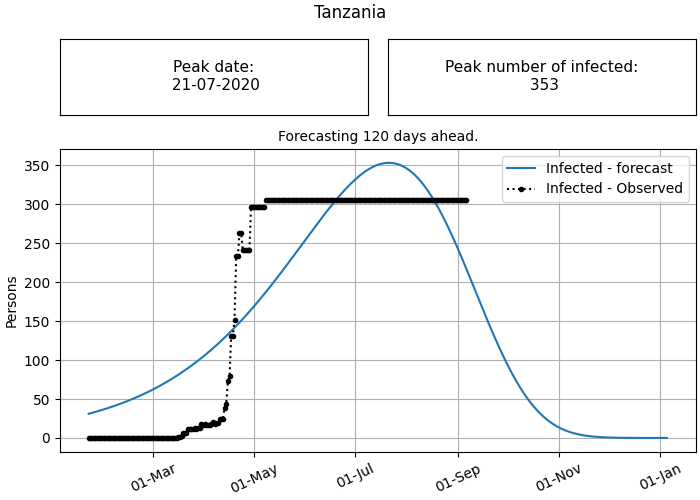 Tanzania
Peak date:
21-07-2020
Peak number of infected:
353
Forecasting 120 days ahead.
Infected - forecast
Infected - Observed
Persons
350
300
250
200
150
100
50
0
01-Mar
01-May
01-Jul
01-Sep
01-Nov
01-Jan